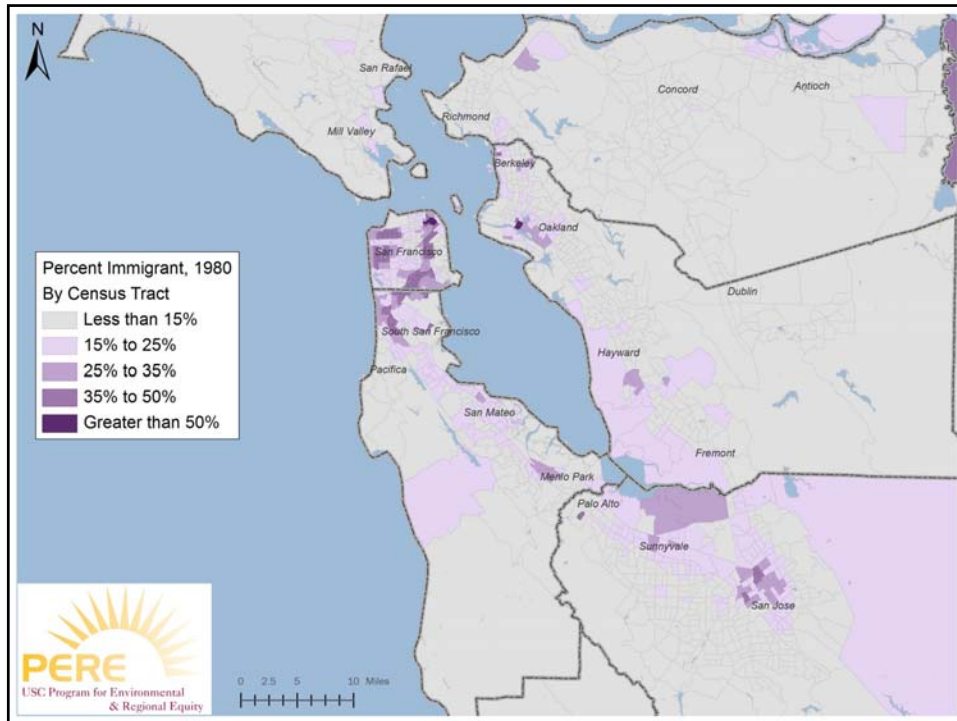 N
San Rafael
Concord
Antioch
Richmond
Mill Valley
Berkeley
Oakland
San Francisco
Dublin
South San Francisco
Hayward
Pacifica
San Mateo
Fremont
Menlo Park
Palo Alto
Sunnyvale
San Jose
Percent Immigrant, 1980
By Census Tract
Less than 15%
15% to 25%
25% to 35%
35% to 50%
Greater than 50%
PERE
USC Program for Environmental
& Regional Equity
0 2.5 5 10 Miles